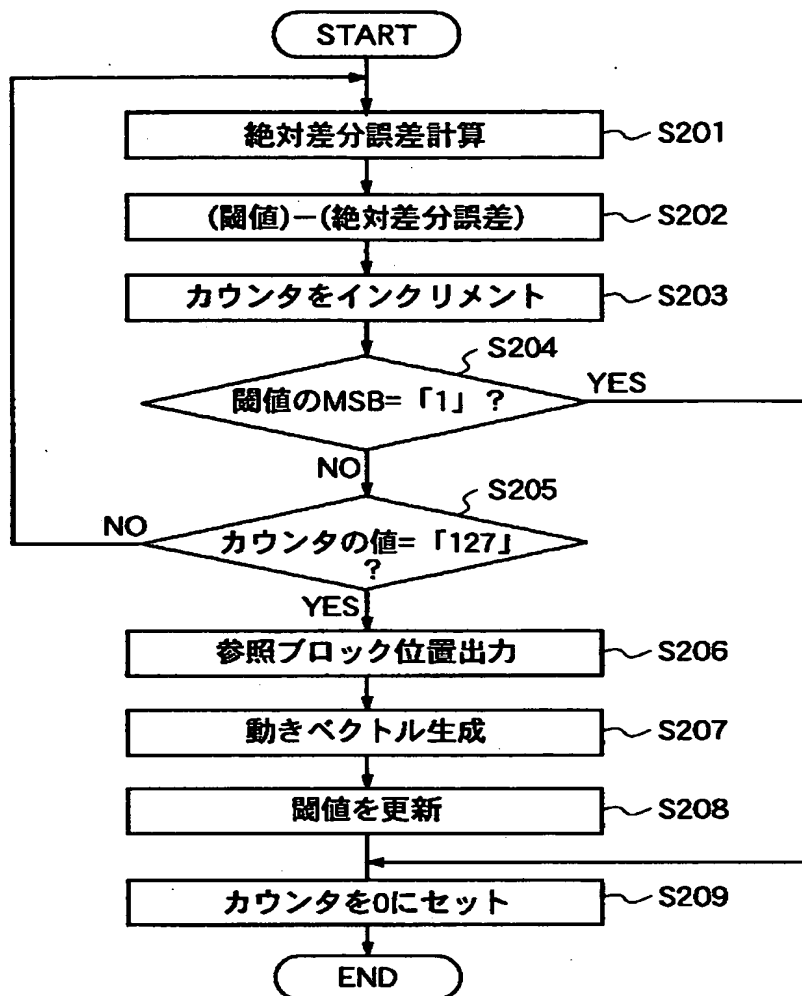 START
絶対差分誤差計算
S201
(閾値)−(絶対差分誤差)
S202
カウンタをインクリメント
S203
S204
閾値のMSB=「1」?
YES
NO
S205
NO
カウンタの値=「127」
?
YES
参照ブロック位置出力
S206
動きベクトル生成
S207
閾値を更新
S208
カウンタを0にセット
S209
END